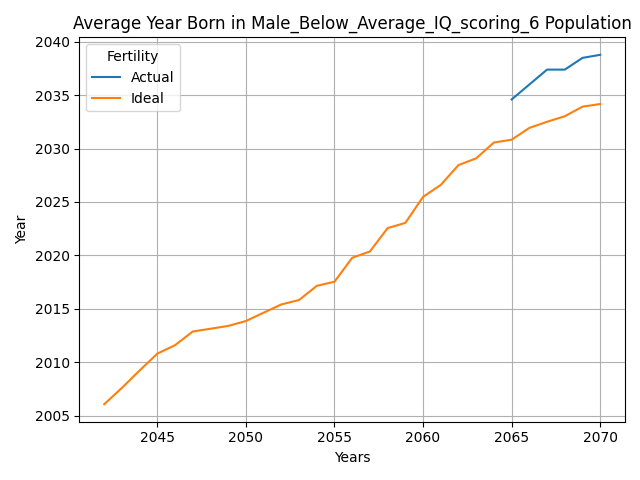 Average Year Born in Male_Below_Average_IQ_scoring_6 Population
2040
2035
2030
2025
2020
2015
2010
2005
Year
Fertility
Actual
Ideal
2045 2050 2055 2060 2065 2070
Years